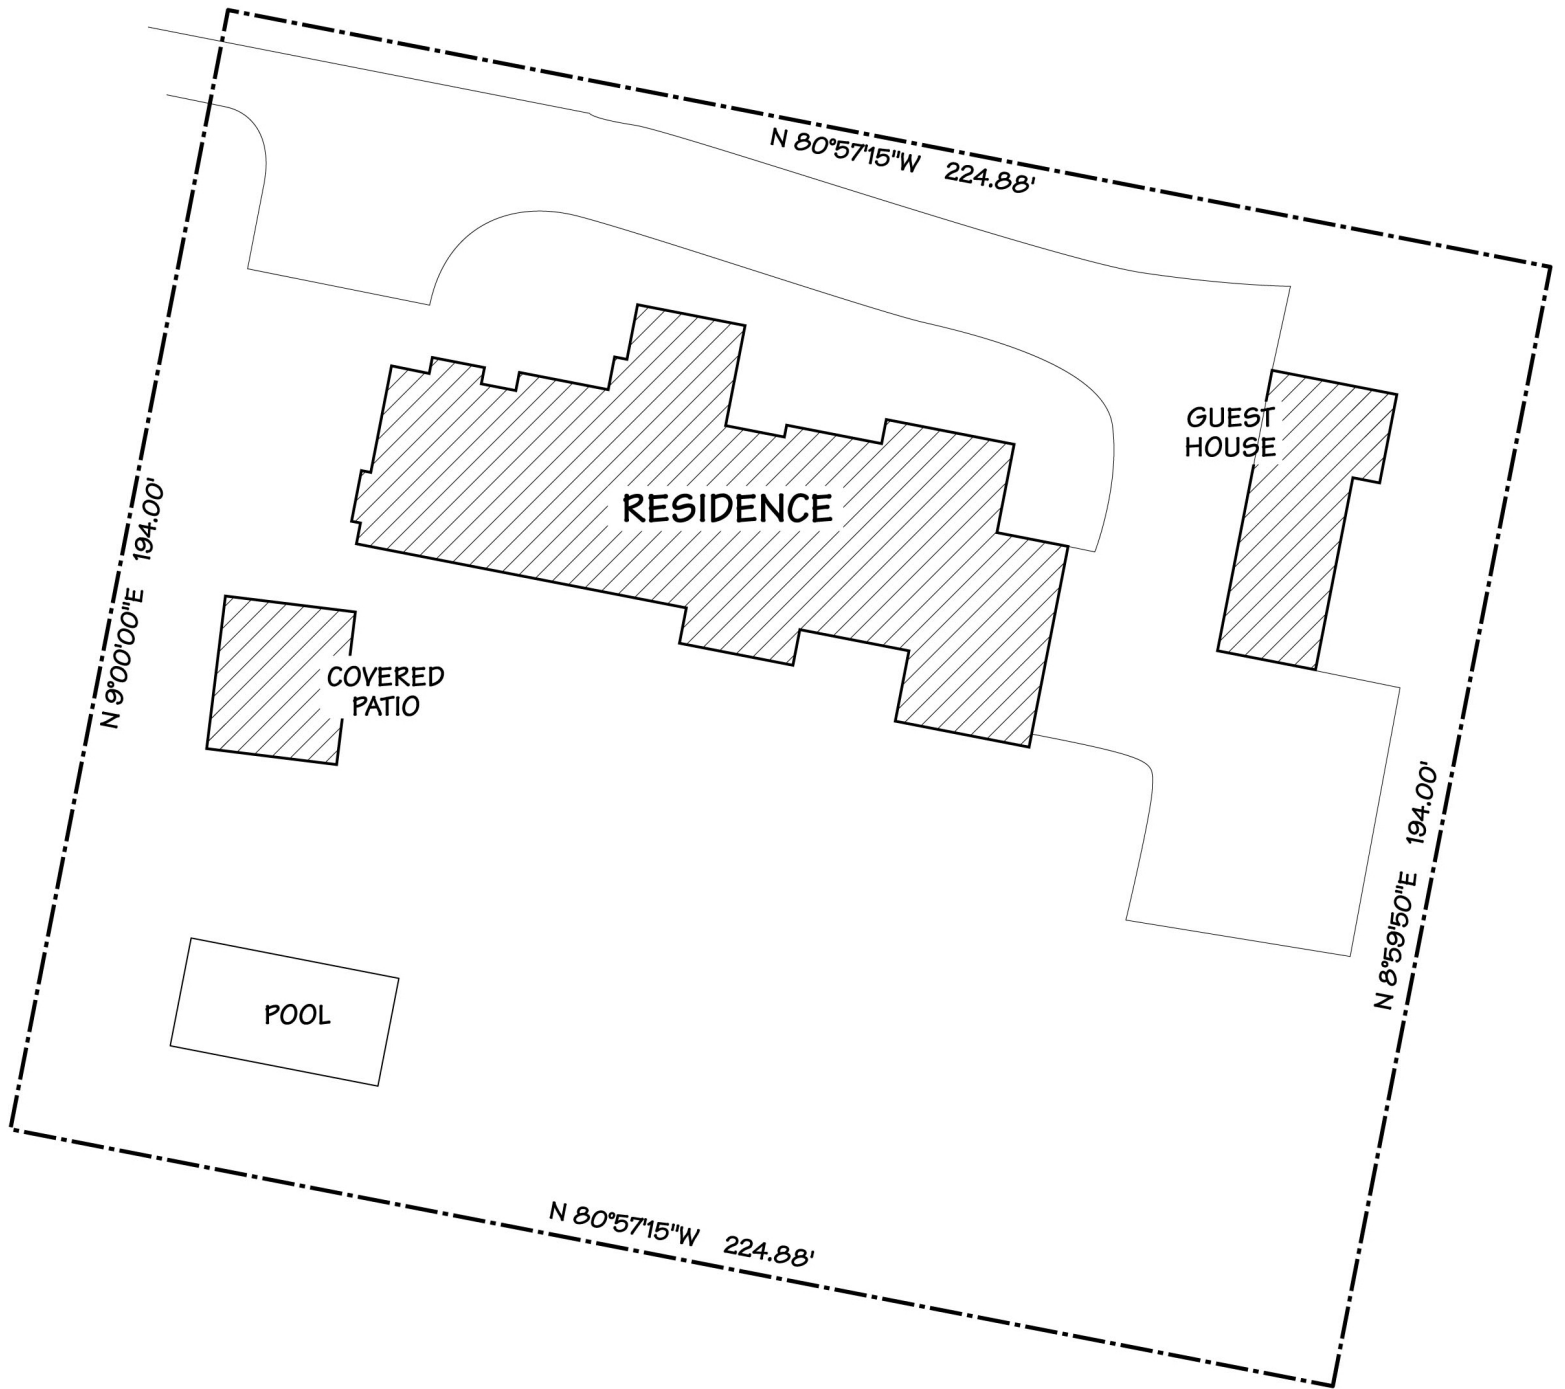 N 80°57'15"W 224.88'
GUEST
HOUSE
RESIDENCE
N 9°00'00"E 194.00'
COVERED
PATIO
N 8°59'50"E 194.00'
POOL
N 80°57'15"W 224.88'